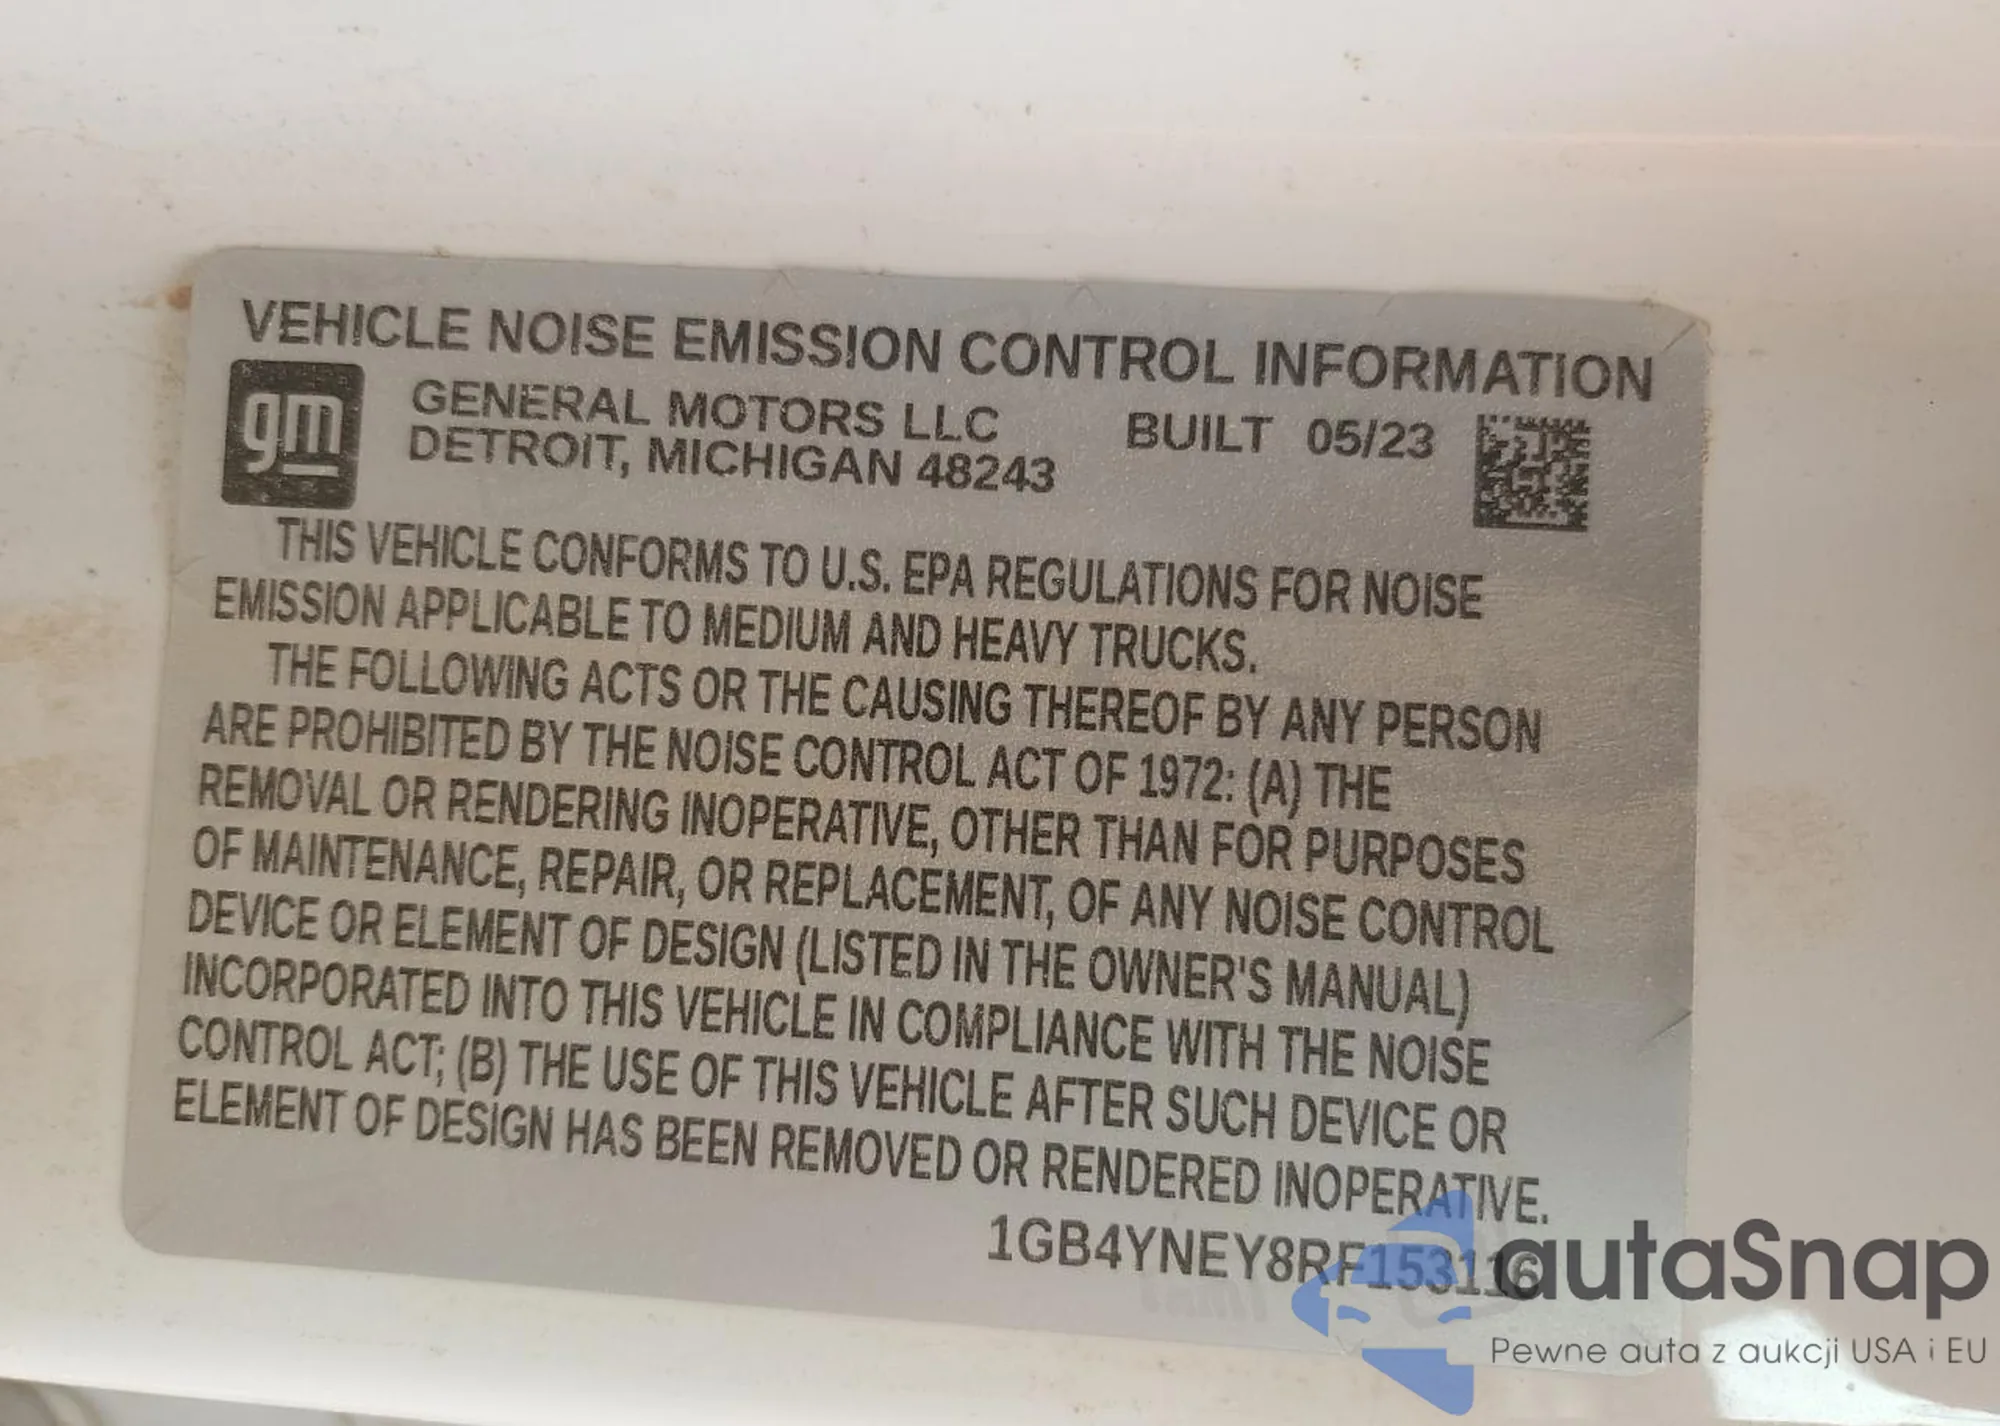 VEHICLE NOISE EMISSION CONTROL INFORMATION
gm
GENERAL MOTORS LLC BUILT 05/23
DETROIT, MICHIGAN 48243
THIS VEHICLE CONFORMS TO U.S. EPA REGULATIONS FOR NOISE
EMISSION APPLICABLE TO MEDIUM AND HEAVY TRUCKS.
THE FOLLOWING ACTS OR THE CAUSING THEREOF BY ANY PERSON
ARE PROHIBITED BY THE NOISE CONTROL ACT OF 1972: (A) THE
REMOVAL OR RENDERING INOPERATIVE, OTHER THAN FOR PURPOSES
OF MAINTENANCE, REPAIR, OR REPLACEMENT, OF ANY NOISE CONTROL
DEVICE OR ELEMENT OF DESIGN (LISTED IN THE OWNER'S MANUAL)
INCORPORATED INTO THIS VEHICLE IN COMPLIANCE WITH THE NOISE
CONTROL ACT; (B) THE USE OF THIS VEHICLE AFTER SUCH DEVICE OR
ELEMENT OF DESIGN HAS BEEN REMOVED OR RENDERED INOPERATIVE.
1GB4YNEY8RF153116
autaSnap
Pewne auta z aukcji USA i EU